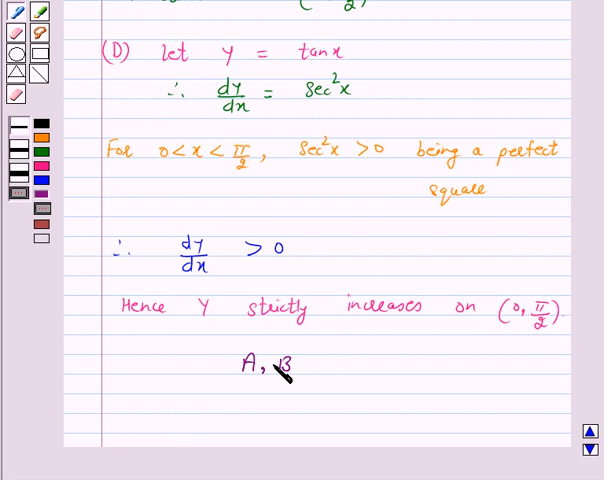 (D) Let Y = tanx
∴ dy/dx = sec²x
For 0 < x < π/2, sec²x > 0 being a perfect
square
∴ dy/dx > 0
Hence Y strictly increases on (0, π/2).
A, B